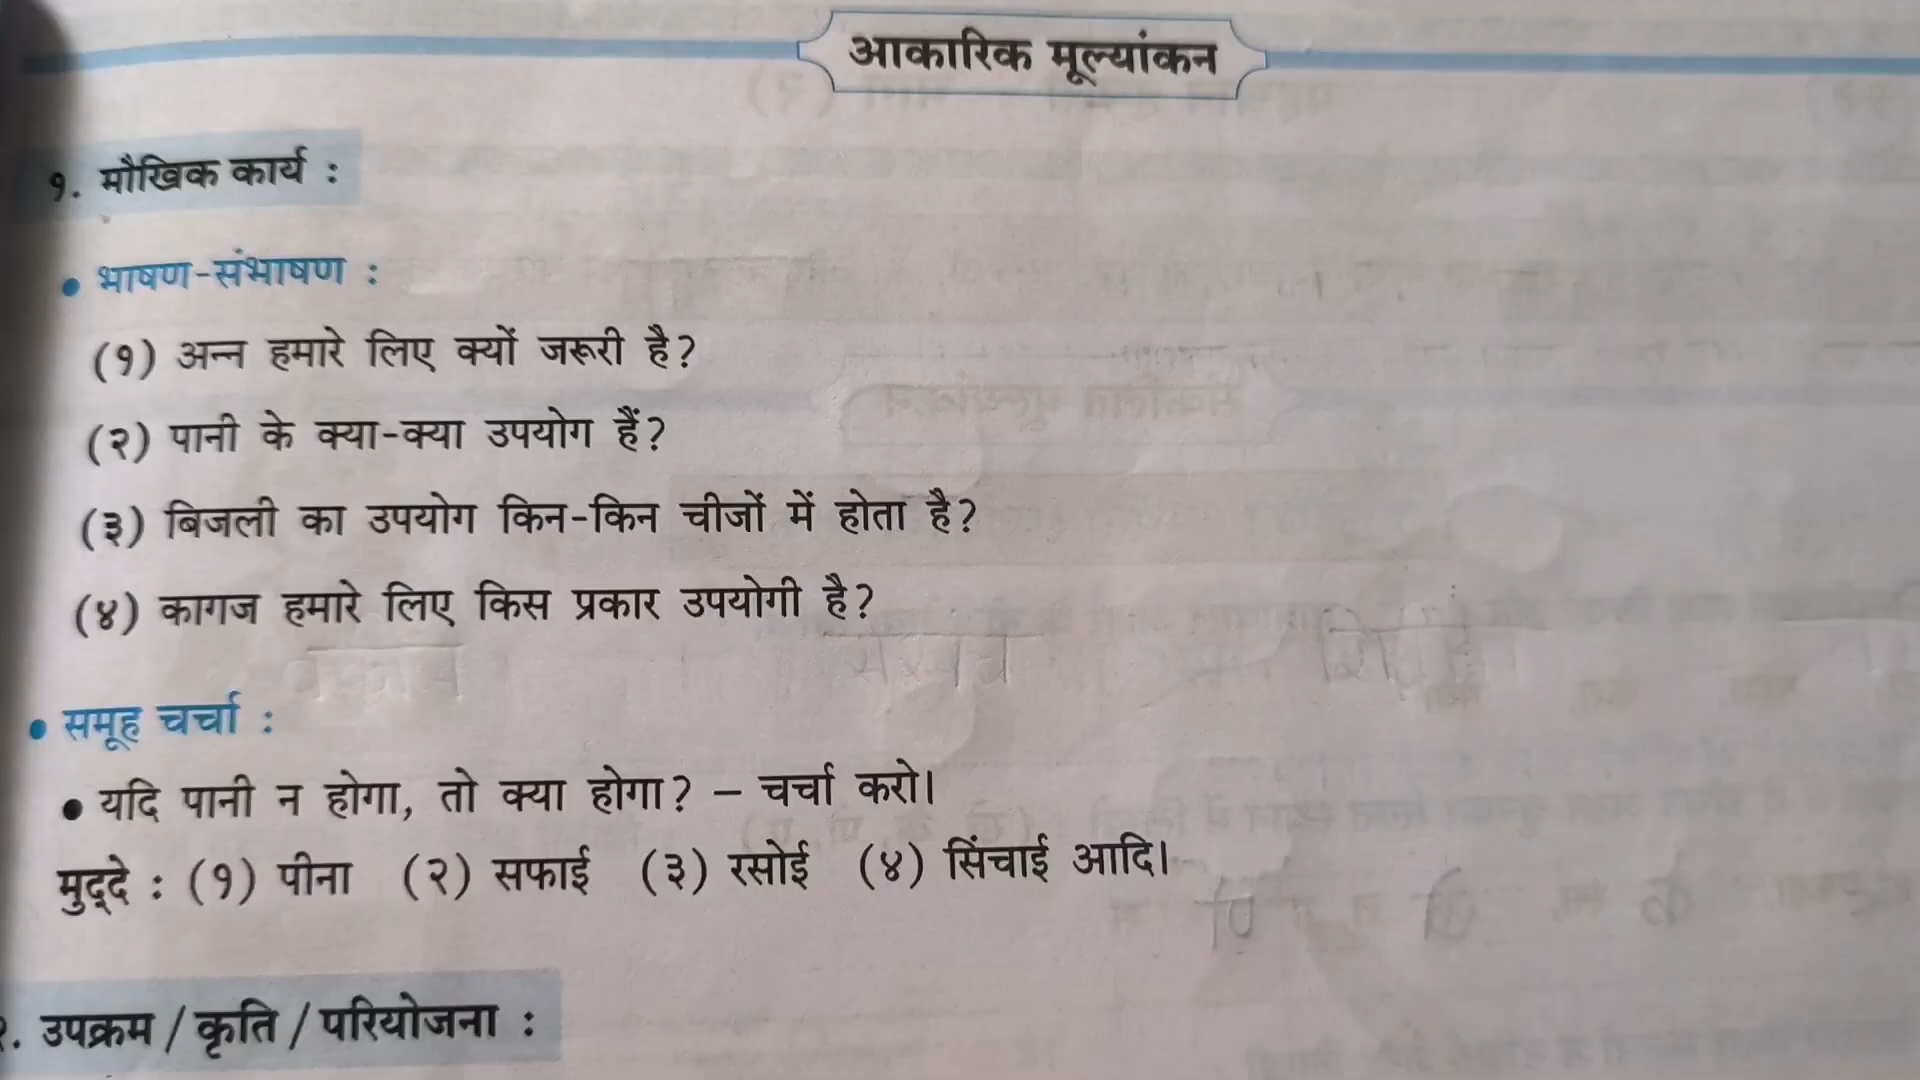 आकारिक मूल्यांकन
१. मौखिक कार्य :
• भाषण-संभाषण :
(१) अन्न हमारे लिए क्यों जरूरी है?
(२) पानी के क्या-क्या उपयोग हैं?
(३) बिजली का उपयोग किन-किन चीजों में होता है?
(४) कागज हमारे लिए किस प्रकार उपयोगी है?
• समूह चर्चा :
• यदि पानी न होगा, तो क्या होगा? – चर्चा करो।
मुद्‌दे : (१) पीना (२) सफाई (३) रसोई (४) सिंचाई आदि।
२. उपक्रम / कृति / परियोजना :